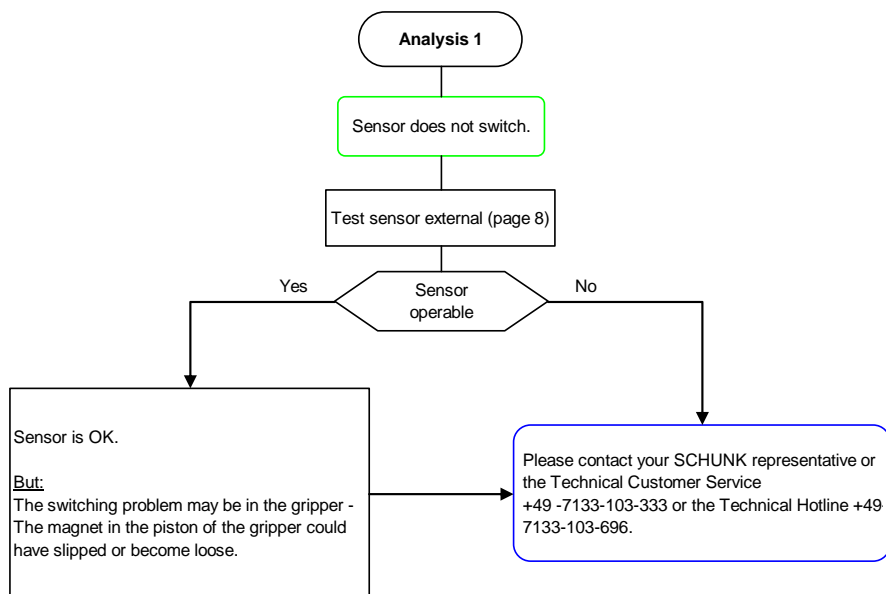 Analysis 1
Sensor does not switch.
Test sensor external (page 8)
Yes
Sensor
operable
No
Sensor is OK.
But:
The switching problem may be in the gripper -
The magnet in the piston of the gripper could
have slipped or become loose.
Please contact your SCHUNK representative or
the Technical Customer Service
+49 -7133-103-333 or the Technical Hotline +49-
7133-103-696.